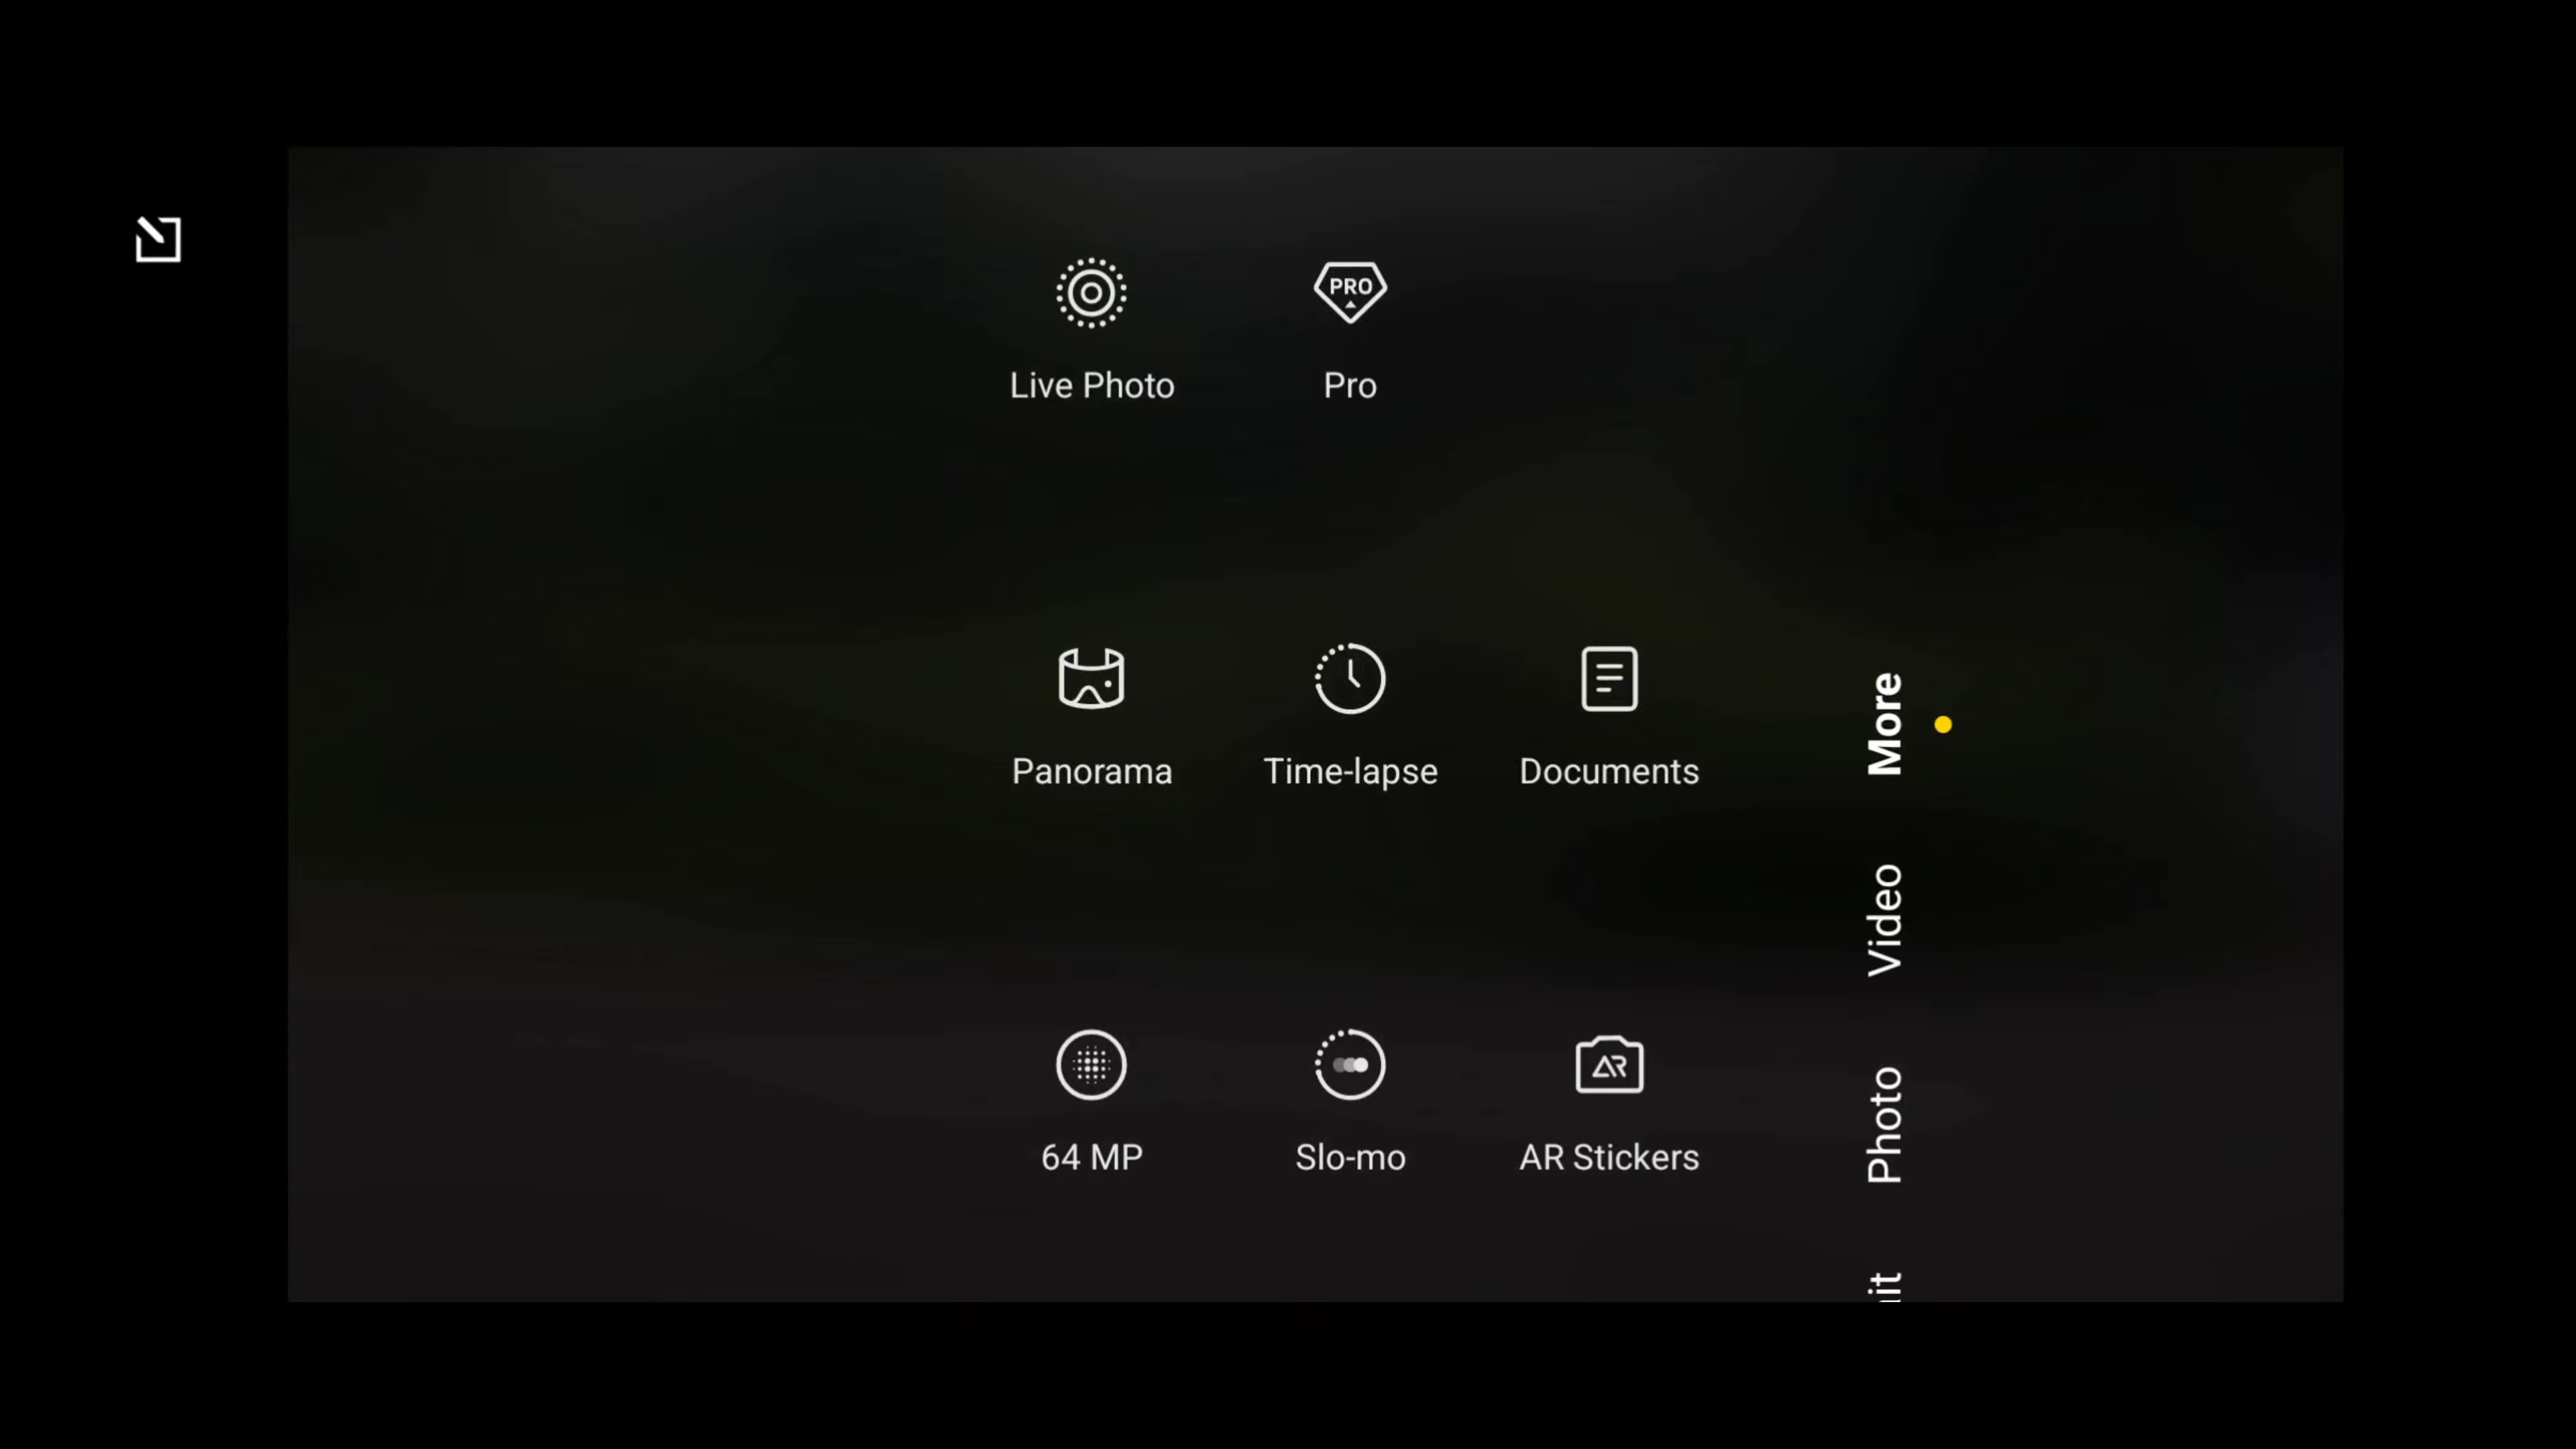 PRO
Live Photo
Pro
Panorama
Time-lapse
Documents
AR
64 MP
Slo-mo
AR Stickers
More
Video
Photo